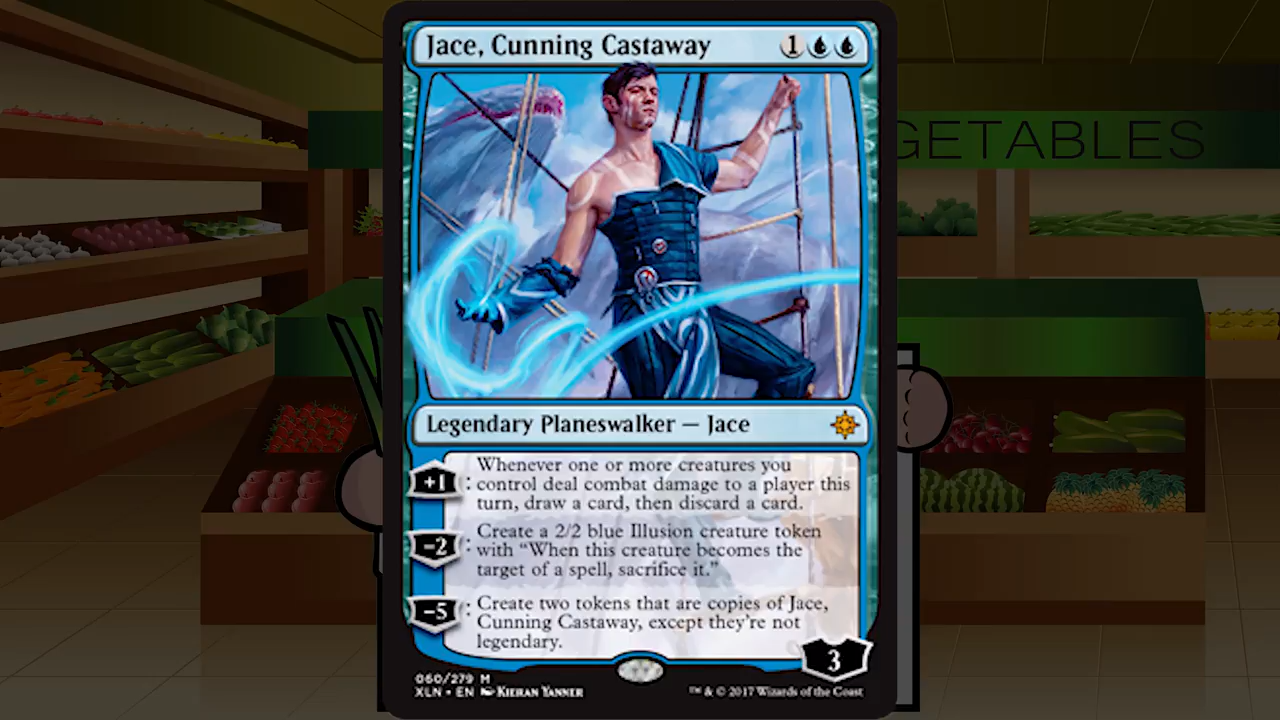 Jace, Cunning Castaway 1
GETABLES
Legendary Planeswalker — Jace
+1: Whenever one or more creatures you
control deal combat damage to a player this
turn, draw a card, then discard a card.
-2: Create a 2/2 blue Illusion creature token
with “When this creature becomes the
target of a spell, sacrifice it.”
-5: Create two tokens that are copies of Jace,
Cunning Castaway, except they’re not
legendary.
3
060/279 M
XLN • EN Kieran Yanner
™ & © 2017 Wizards of the Coast